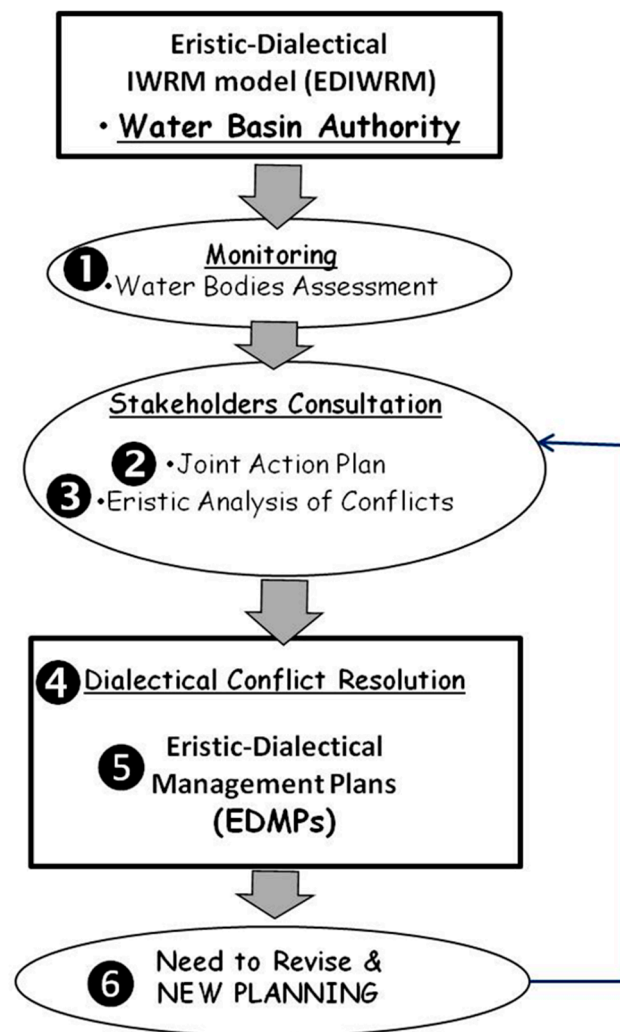 Eristic-Dialectical
IWRM model (EDIWRM)
• Water Basin Authority
Monitoring
1 •Water Bodies Assessment
Stakeholders Consultation
2 •Joint Action Plan
3 •Eristic Analysis of Conflicts
4 Dialectical Conflict Resolution
5 Eristic-Dialectical
Management Plans
(EDMPs)
6 Need to Revise &
NEW PLANNING